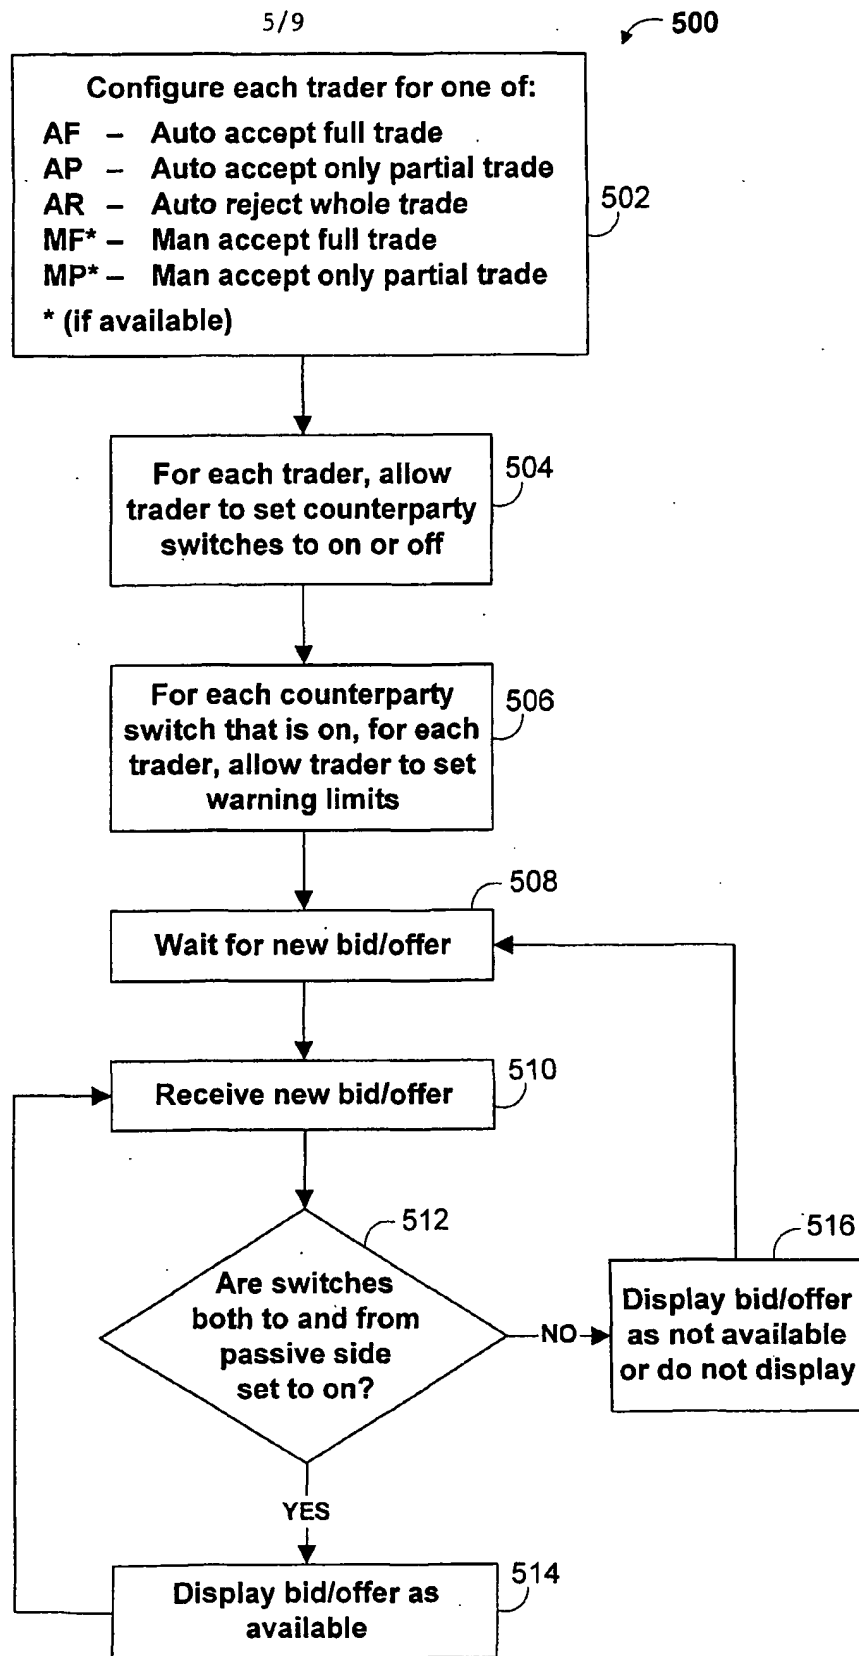 5/9
500
Configure each trader for one of:
AF – Auto accept full trade
AP – Auto accept only partial trade
AR – Auto reject whole trade
MF* – Man accept full trade
MP* – Man accept only partial trade
* (if available)
502
For each trader, allow
trader to set counterparty
switches to on or off
504
For each counterparty
switch that is on, for each
trader, allow trader to set
warning limits
506
508
Wait for new bid/offer
Receive new bid/offer
510
512
Are switches
both to and from
passive side
set to on?
NO
516
Display bid/offer
as not available
or do not display
YES
Display bid/offer as
available
514